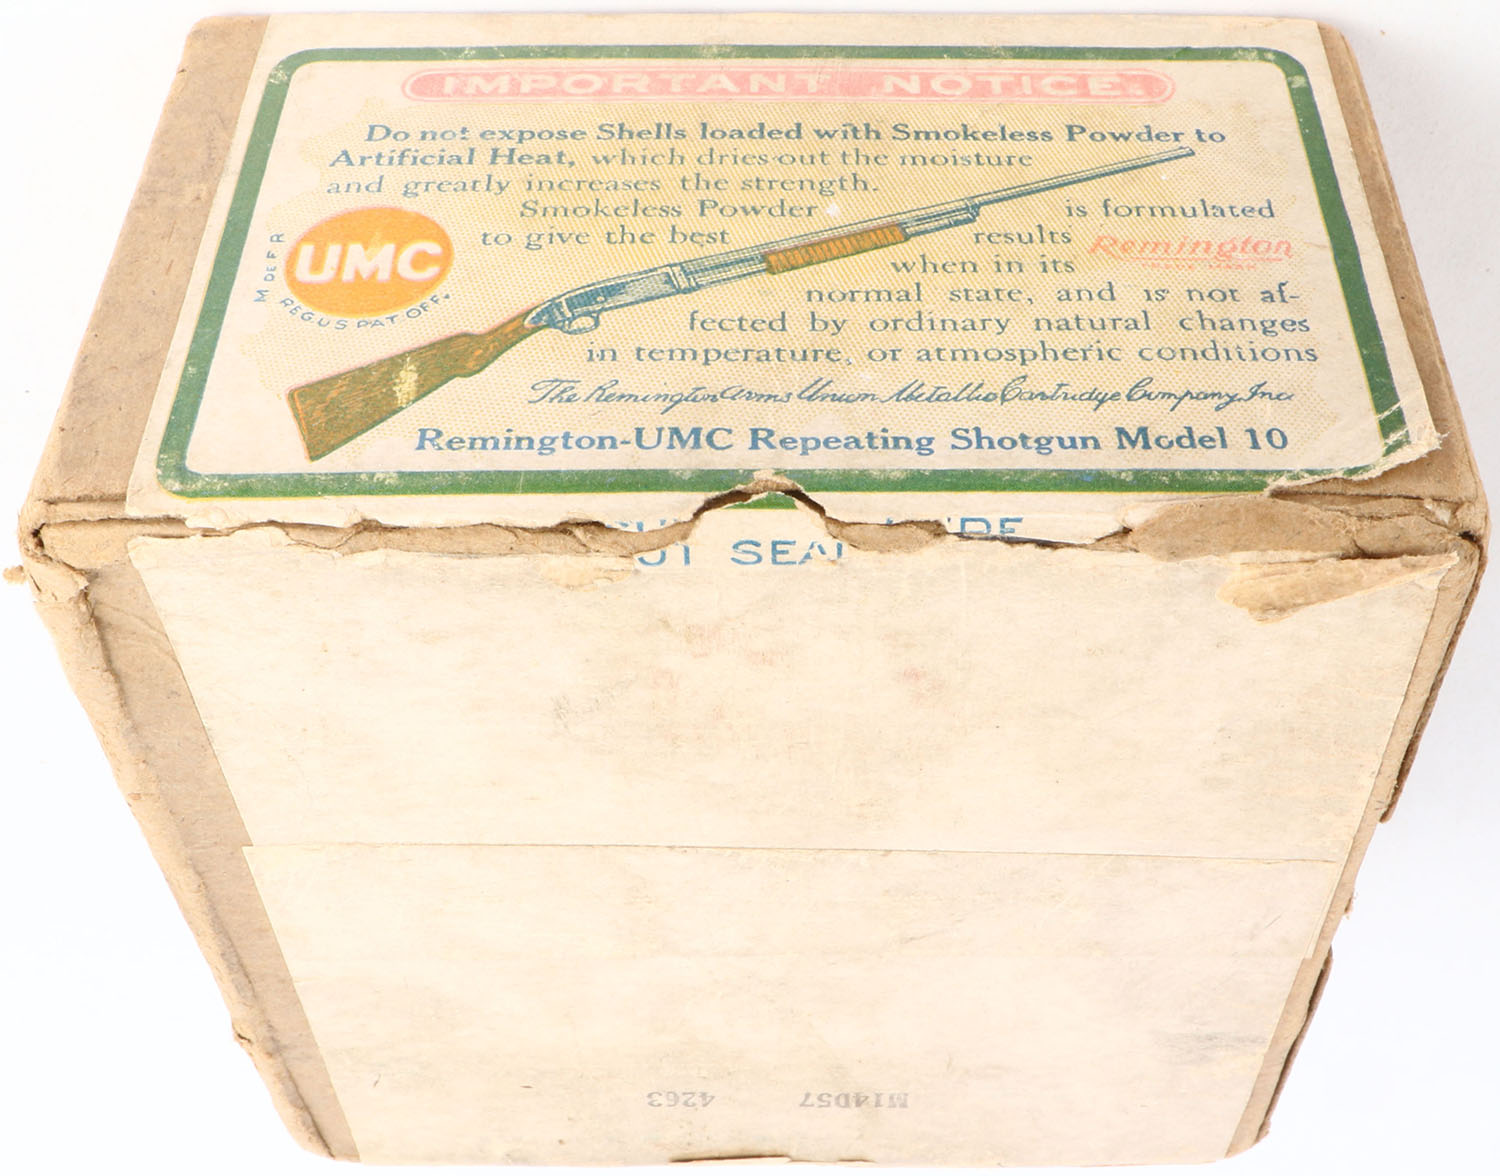 IMPORTANT NOTICE.
Do not expose Shells loaded with Smokeless Powder to
Artificial Heat, which dries out the moisture
and greatly increases the strength.
Smokeless Powder is formulated
to give the best results
when in its
normal state, and is not af-
fected by ordinary natural changes
in temperature, or atmospheric conditions
UMC
REG US PAT OFF.
Remington
The Remington Arms Union Metallic Cartridge Company, Inc
Remington-UMC Repeating Shotgun Model 10
M14D57 4263